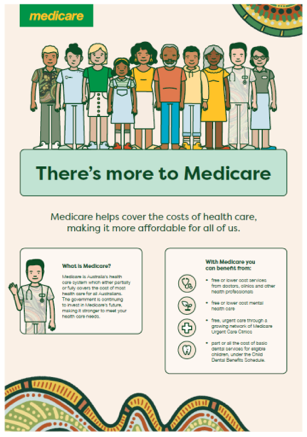 medicare
There's more to Medicare
Medicare helps cover the costs of health care,
making it more affordable for all of us.
What is Medicare?
Medicare is Australia's health
care system which either partially
or fully covers the cost of most
health care for all Australians.
The government is continuing
to invest in Medicare's future,
making it stronger to meet your
health care needs.
With Medicare you
can benefit from:
• free or lower cost services
from doctors, clinics and other
health professionals
• free or lower cost mental
health care
• free, urgent care through a
growing network of Medicare
Urgent Care Clinics
• part or all the cost of basic
dental services for eligible
children, under the Child
Dental Benefits Schedule.